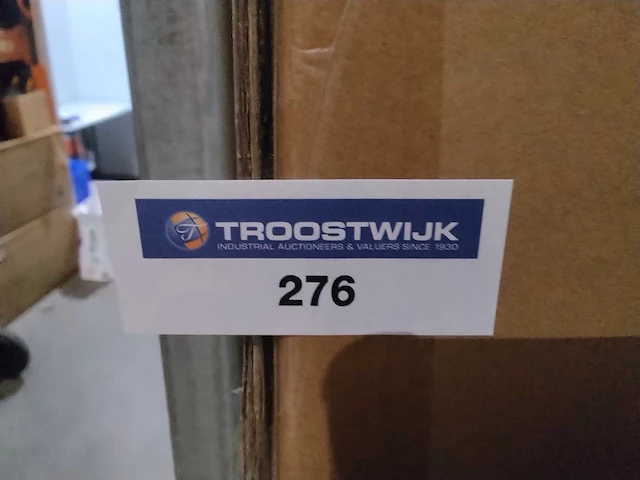 TROOSTWIJK
INDUSTRIAL AUCTIONEERS & VALUERS SINCE 1930
276